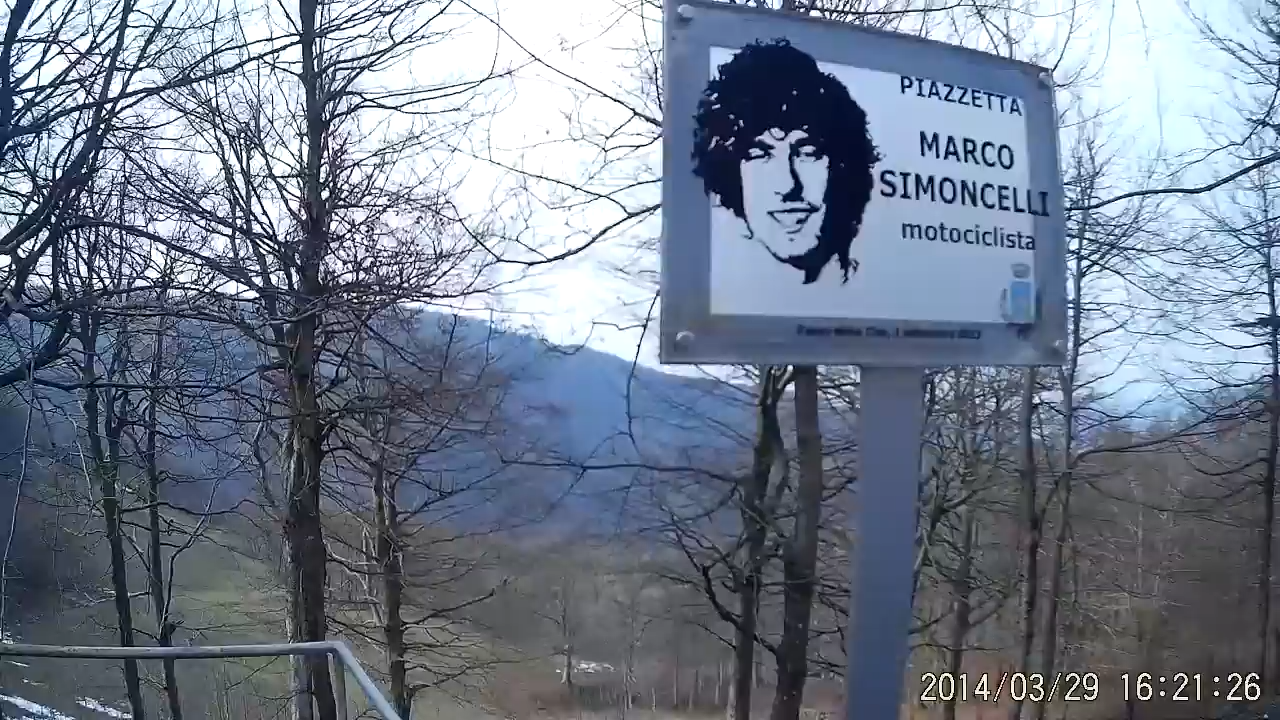 PIAZZETTA
MARCO
SIMONCELLI
motociclista
2014/03/29 16:21:26